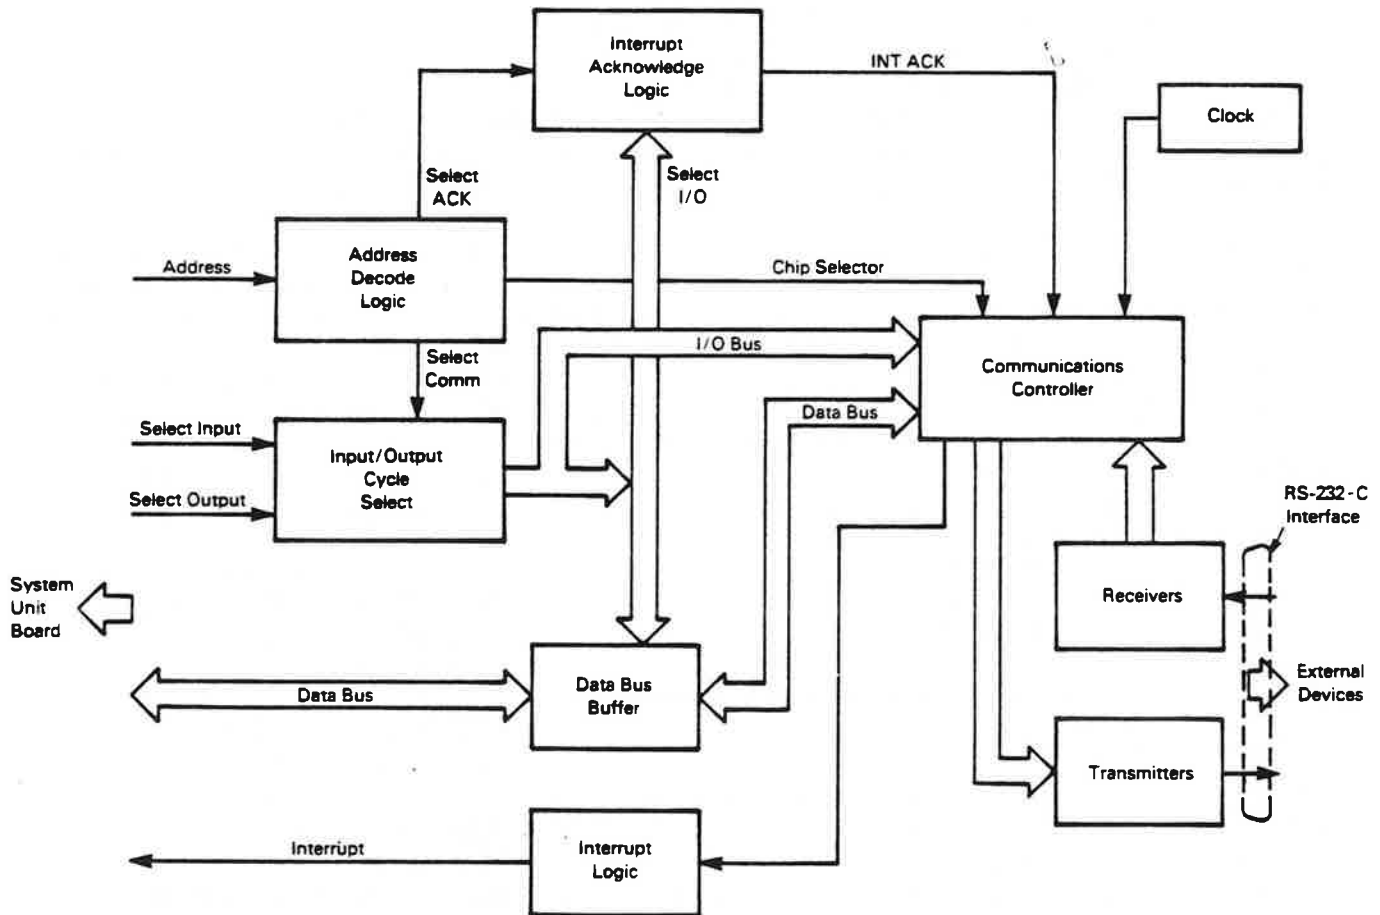 Interrupt
Acknowledge
Logic
INT ACK
Clock
Select
ACK
Select
I/O
Address
Address
Decode
Logic
Chip Selector
Select
Comm
I/O Bus
Communications
Controller
Data Bus
Select Input
Select Output
Input/Output
Cycle
Select
RS-232-C
Interface
System
Unit
Board
Receivers
External
Devices
Data Bus
Data Bus
Buffer
Transmitters
Interrupt
Interrupt
Logic